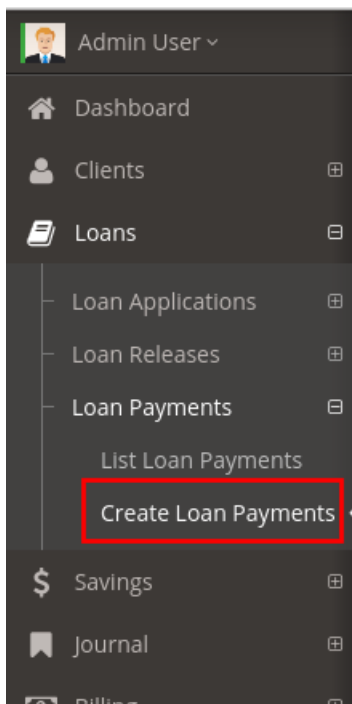 Admin User
Dashboard
Clients
Loans
Loan Applications
Loan Releases
Loan Payments
List Loan Payments
Create Loan Payments
$ Savings
Journal
Billing